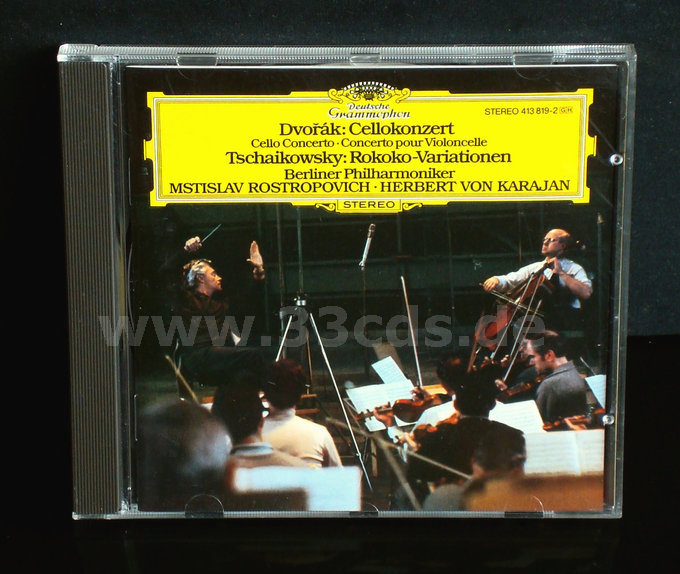 Deutsche
Grammophon
STEREO 413 819-2 GH
Dvořák: Cellokonzert
Cello Concerto · Concerto pour Violoncelle
Tschaikowsky: Rokoko-Variationen
Berliner Philharmoniker
MSTISLAV ROSTROPOVICH · HERBERT VON KARAJAN
STEREO
www.33cds.de